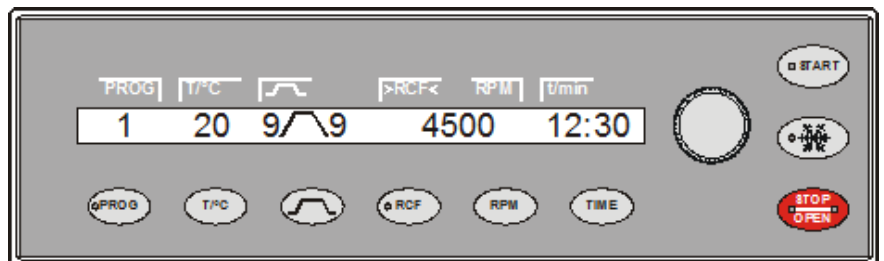 PROG T/°C >RCF< RPM t/min
1 20 9 9 4500 12:30
START
PROG T/°C RCF RPM TIME
STOP
OPEN